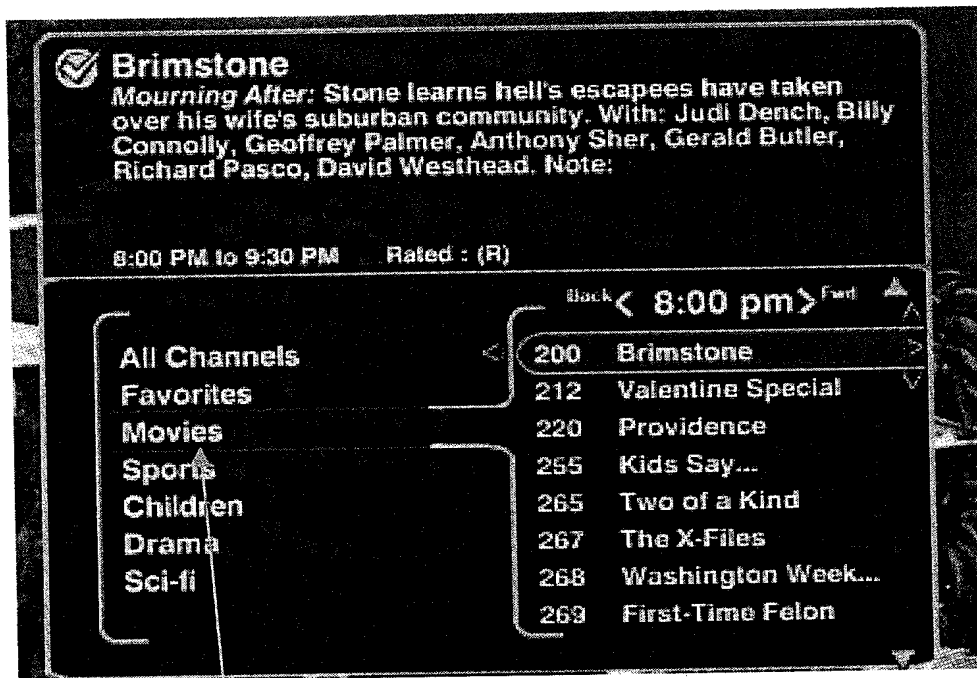 Brimstone
Mourning After: Stone learns hell's escapees have taken
over his wife's suburban community. With: Judi Dench, Billy
Connolly, Geoffrey Palmer, Anthony Sher, Gerald Butler,
Richard Pasco, David Westhead. Note:
8:00 PM to 9:30 PM Rated : (R)
Back < 8:00 pm > Fwd
All Channels
Favorites
Movies
Sports
Children
Drama
Sci-fi
200 Brimstone
212 Valentine Special
220 Providence
255 Kids Say...
265 Two of a Kind
267 The X-Files
268 Washington Week...
269 First-Time Felon